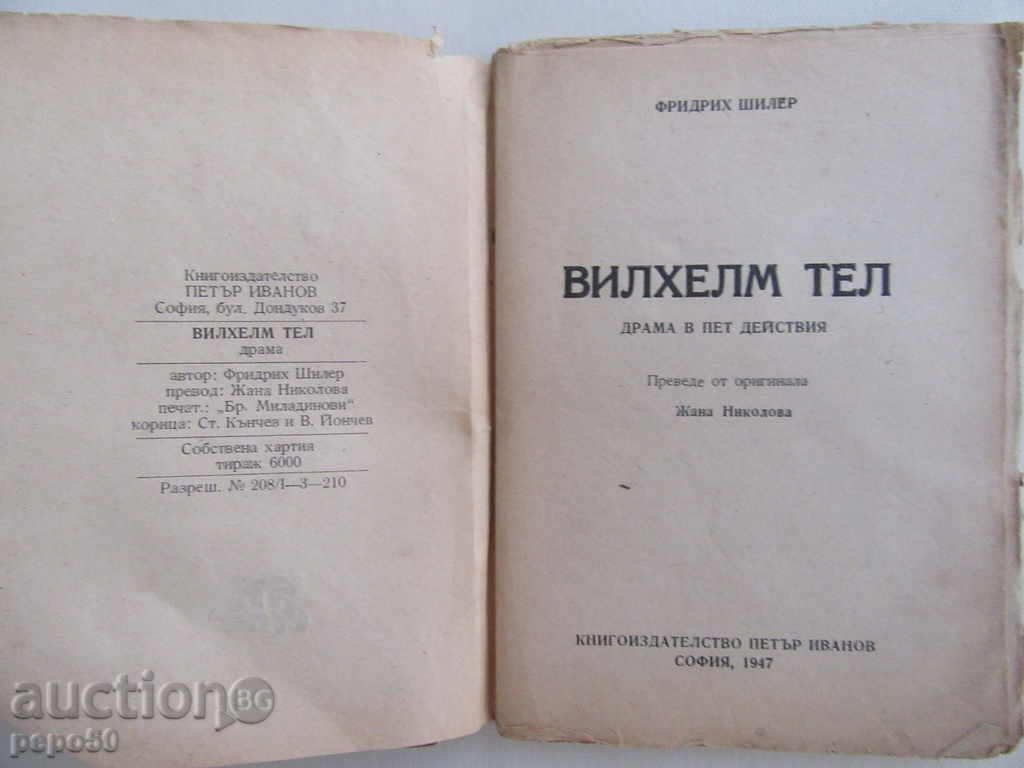 Книгоиздателство
ПЕТЪР ИВАНОВ
София, бул. Дондуков 37
ВИЛХЕЛМ ТЕЛ
драма
автор: Фридрих Шилер
превод: Жана Николова
печат.: „Бр. Миладинови"
корица: Ст. Кънчев и В. Йончев
Собствена хартия
тираж 6000
Разреш. № 208/I—3—210
ФРИДРИХ ШИЛЕР
ВИЛХЕЛМ ТЕЛ
ДРАМА В ПЕТ ДЕЙСТВИЯ
Преведе от оригинала
Жана Николова
КНИГОИЗДАТЕЛСТВО ПЕТЪР ИВАНОВ
СОФИЯ, 1947
auction BG
pepo50